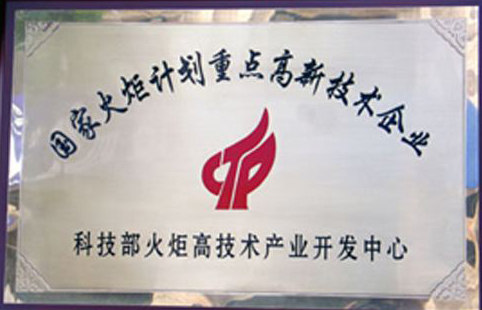 国家火炬计划重点高新技术企业
CTP
科技部火炬高技术产业开发中心